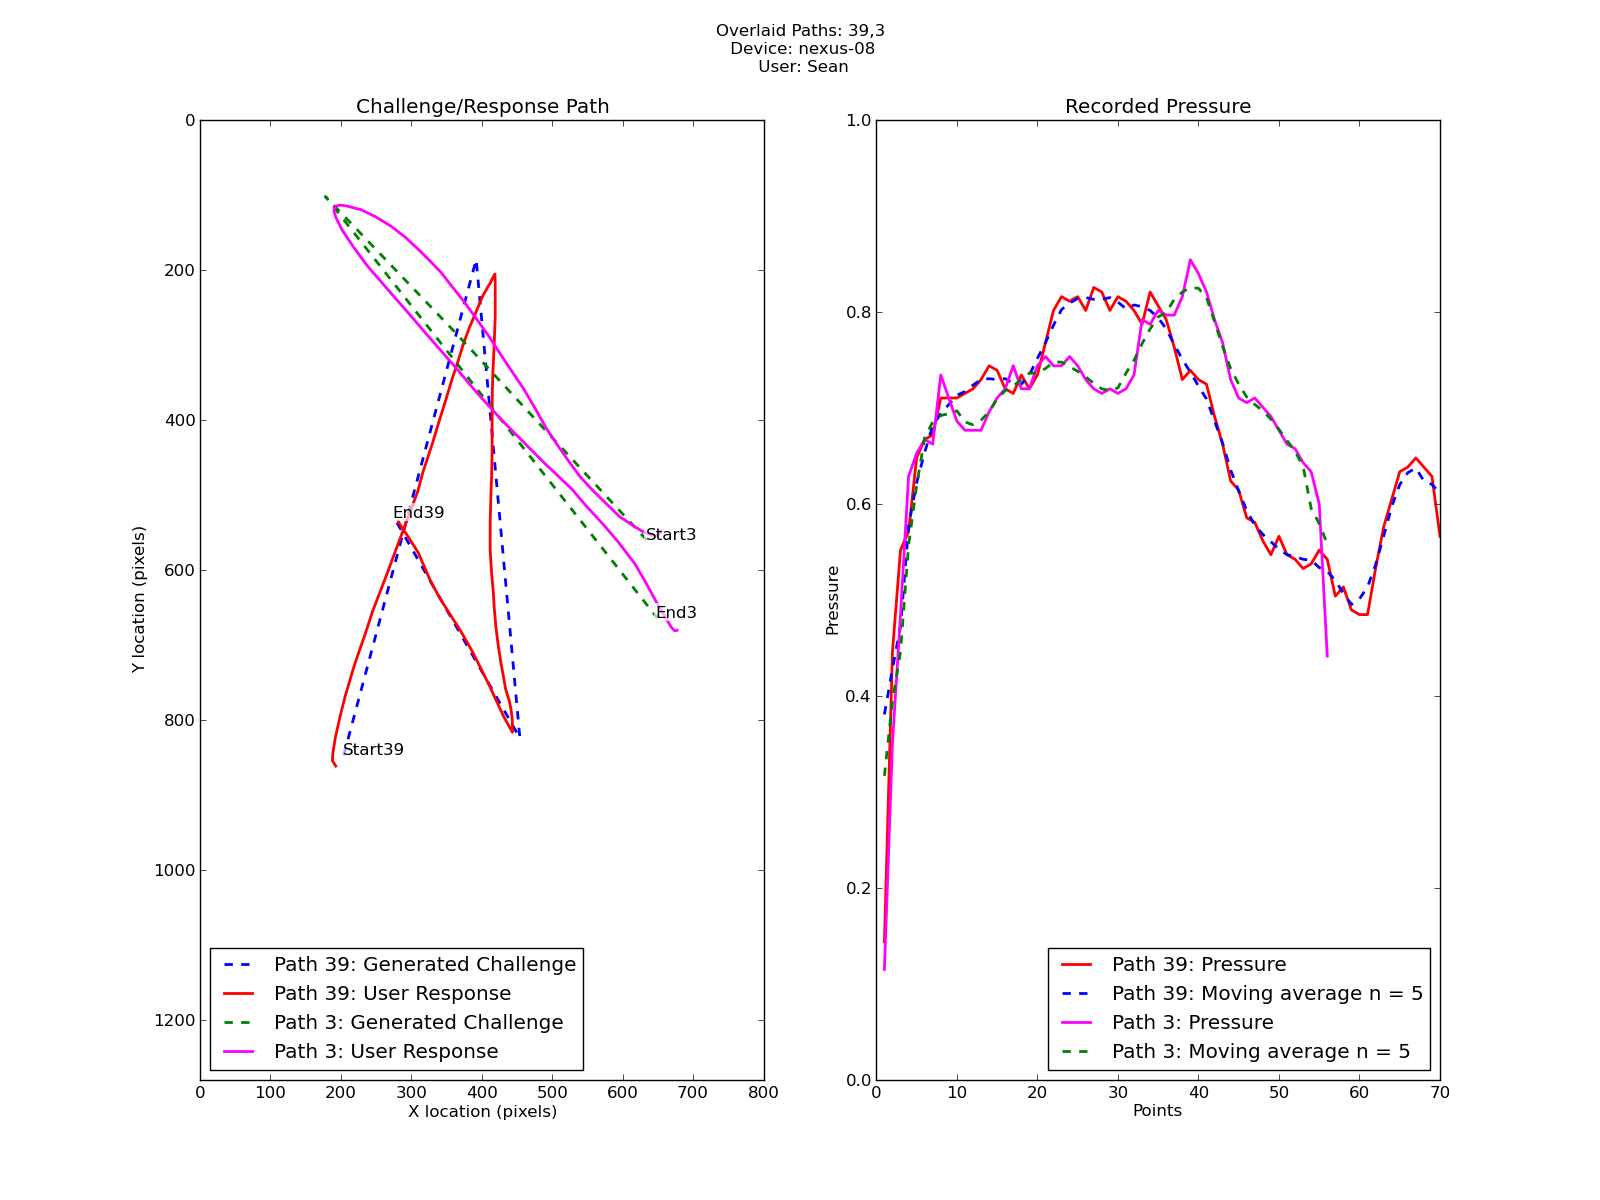 Overlaid Paths: 39,3
Device: nexus-08
User: Sean
Challenge/Response Path
0
200
400
600
800
1000
1200
Y location (pixels)
End39
Start3
End3
Start39
Path 39: Generated Challenge
Path 39: User Response
Path 3: Generated Challenge
Path 3: User Response
0 100 200 300 400 500 600 700 800
X location (pixels)
Recorded Pressure
1.0
0.8
0.6
0.4
0.2
0.0
Pressure
Path 39: Pressure
Path 39: Moving average n = 5
Path 3: Pressure
Path 3: Moving average n = 5
0 10 20 30 40 50 60 70
Points